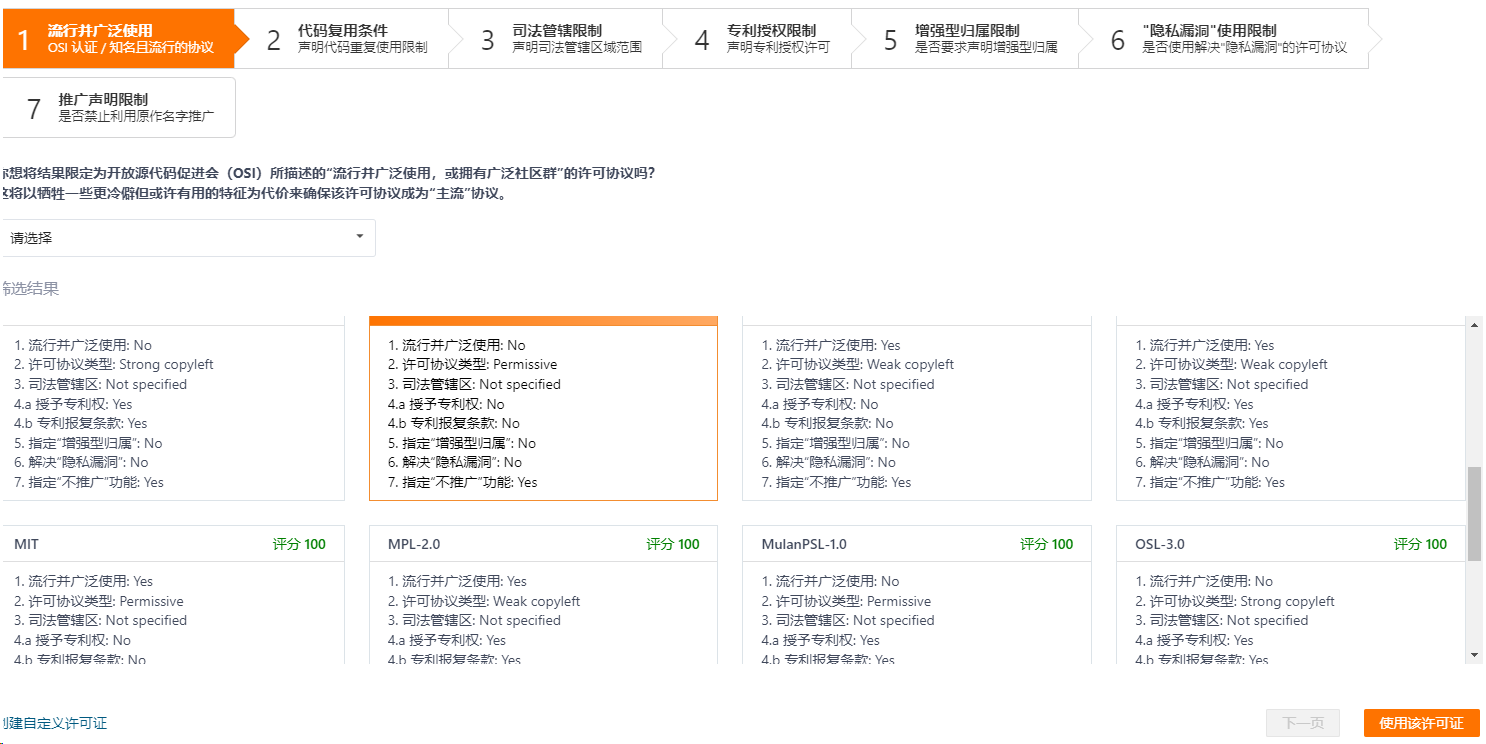 1 流行并广泛使用
OSI 认证 / 知名且流行的协议
2 代码复用条件
声明代码重复使用限制
3 司法管辖限制
声明司法管辖区域范围
4 专利授权限制
声明专利授权许可
5 增强型归属限制
是否要求声明增强型归属
6 "隐私漏洞"使用限制
是否使用解决"隐私漏洞"的许可协议
7 推广声明限制
是否禁止利用原作名字推广
想将结果限定为开放源代码促进会（OSI）所描述的“流行并广泛使用，或拥有广泛社区群”的许可协议吗？
将以牺牲一些更冷僻但或许有用的特征为代价来确保该许可协议成为“主流”协议。
请选择
选结果
1. 流行并广泛使用: No
2. 许可协议类型: Strong copyleft
3. 司法管辖区: Not specified
4.a 授予专利权: Yes
4.b 专利报复条款: Yes
5. 指定“增强型归属”: No
6. 解决“隐私漏洞”: No
7. 指定“不推广”功能: Yes
1. 流行并广泛使用: No
2. 许可协议类型: Permissive
3. 司法管辖区: Not specified
4.a 授予专利权: No
4.b 专利报复条款: No
5. 指定“增强型归属”: No
6. 解决“隐私漏洞”: No
7. 指定“不推广”功能: Yes
1. 流行并广泛使用: Yes
2. 许可协议类型: Weak copyleft
3. 司法管辖区: Not specified
4.a 授予专利权: No
4.b 专利报复条款: No
5. 指定“增强型归属”: No
6. 解决“隐私漏洞”: No
7. 指定“不推广”功能: Yes
1. 流行并广泛使用: Yes
2. 许可协议类型: Weak copyleft
3. 司法管辖区: Not specified
4.a 授予专利权: Yes
4.b 专利报复条款: Yes
5. 指定“增强型归属”: No
6. 解决“隐私漏洞”: No
7. 指定“不推广”功能: Yes
MIT 评分 100
1. 流行并广泛使用: Yes
2. 许可协议类型: Permissive
3. 司法管辖区: Not specified
4.a 授予专利权: No
4.b 专利报复条款: No
MPL-2.0 评分 100
1. 流行并广泛使用: Yes
2. 许可协议类型: Weak copyleft
3. 司法管辖区: Not specified
4.a 授予专利权: Yes
4.b 专利报复条款: Yes
MulanPSL-1.0 评分 100
1. 流行并广泛使用: No
2. 许可协议类型: Permissive
3. 司法管辖区: Not specified
4.a 授予专利权: Yes
4.b 专利报复条款: Yes
OSL-3.0 评分 100
1. 流行并广泛使用: No
2. 许可协议类型: Strong copyleft
3. 司法管辖区: Not specified
4.a 授予专利权: Yes
4.b 专利报复条款: Yes
建自定义许可证
下一页
使用该许可证